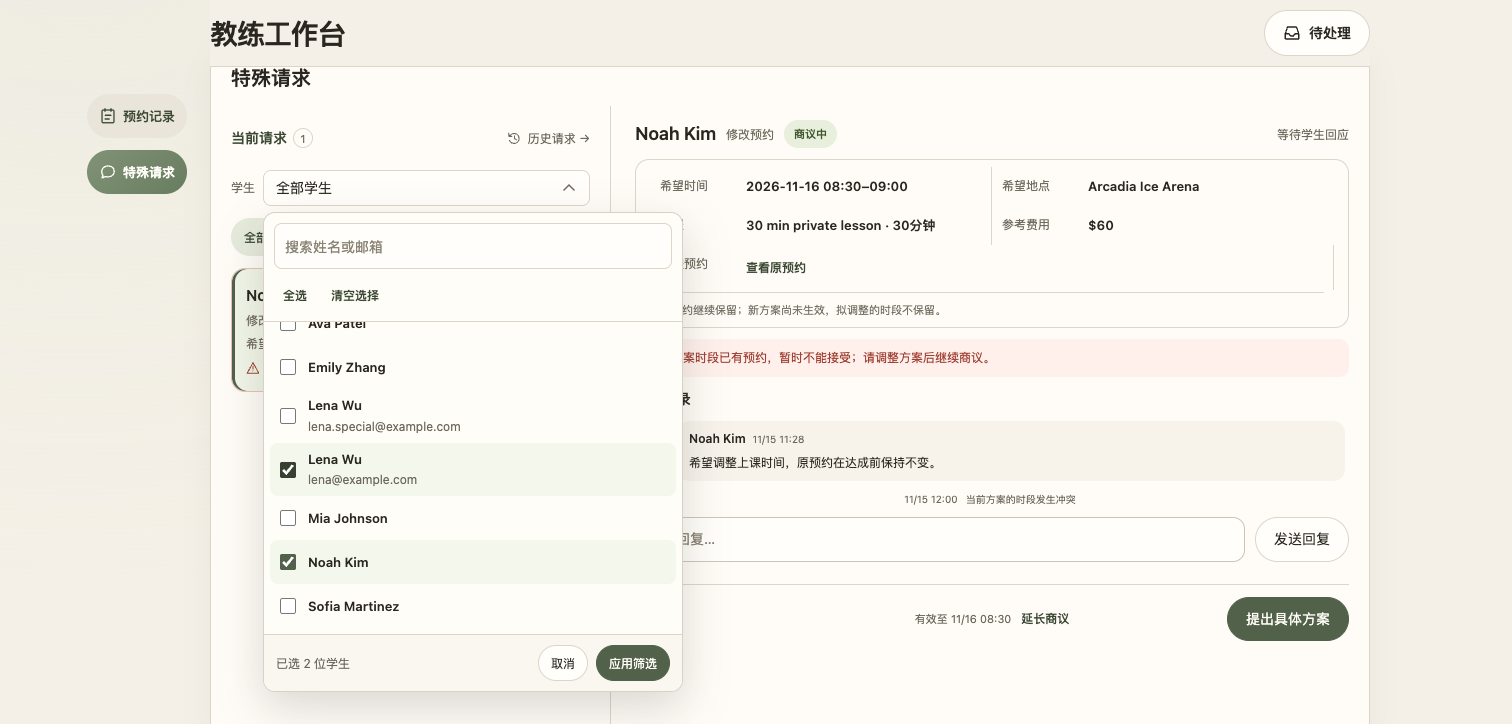 教练工作台
待处理
预约记录
特殊请求
特殊请求
当前请求 1
历史请求 →
学生
全部学生
全部
搜索姓名或邮箱
全选 清空选择
Ava Patel
Emily Zhang
Lena Wu
lena.special@example.com
Lena Wu
lena@example.com
Mia Johnson
Noah Kim
Sofia Martinez
已选 2 位学生
取消
应用筛选
No
修改
希望
Noah Kim 修改预约 商议中
等待学生回应
希望时间 2026-11-16 08:30–09:00
希望地点 Arcadia Ice Arena
30 min private lesson · 30分钟
参考费用 $60
预约 查看原预约
约继续保留；新方案尚未生效，拟调整的时段不保留。
案时段已有预约，暂时不能接受；请调整方案后继续商议。
录
Noah Kim 11/15 11:28
希望调整上课时间，原预约在达成前保持不变。
11/15 12:00 当前方案的时段发生冲突
回复...
发送回复
有效至 11/16 08:30 延长商议
提出具体方案